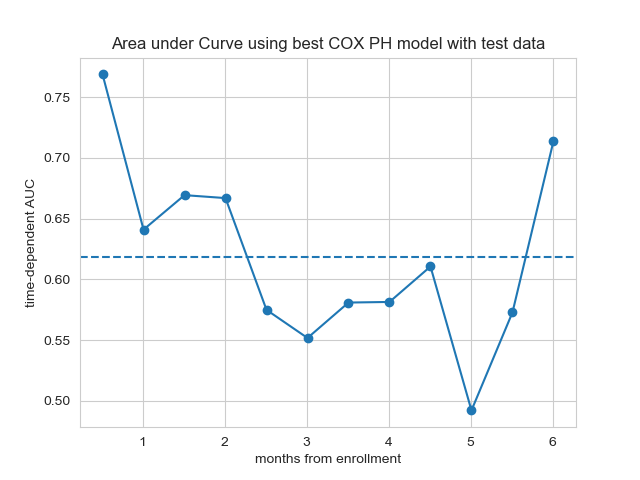 Area under Curve using best COX PH model with test data
time-dependent AUC
0.75
0.70
0.65
0.60
0.55
0.50
1 2 3 4 5 6
months from enrollment